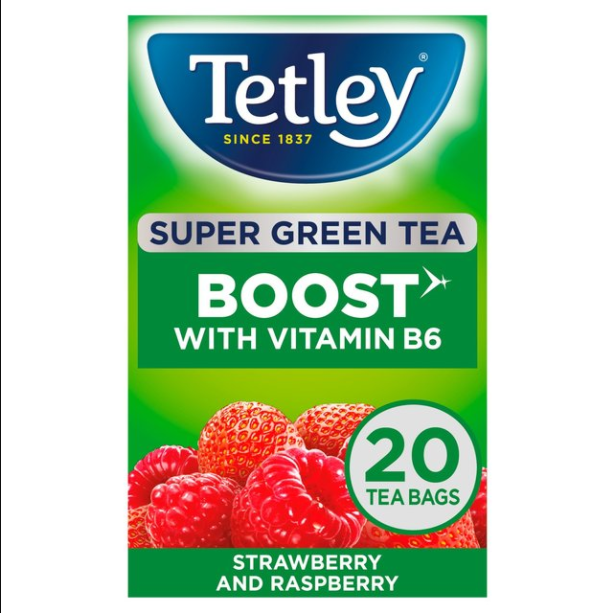 Tetley®
SINCE 1837
SUPER GREEN TEA
BOOST
WITH VITAMIN B6
20
TEA BAGS
STRAWBERRY
AND RASPBERRY